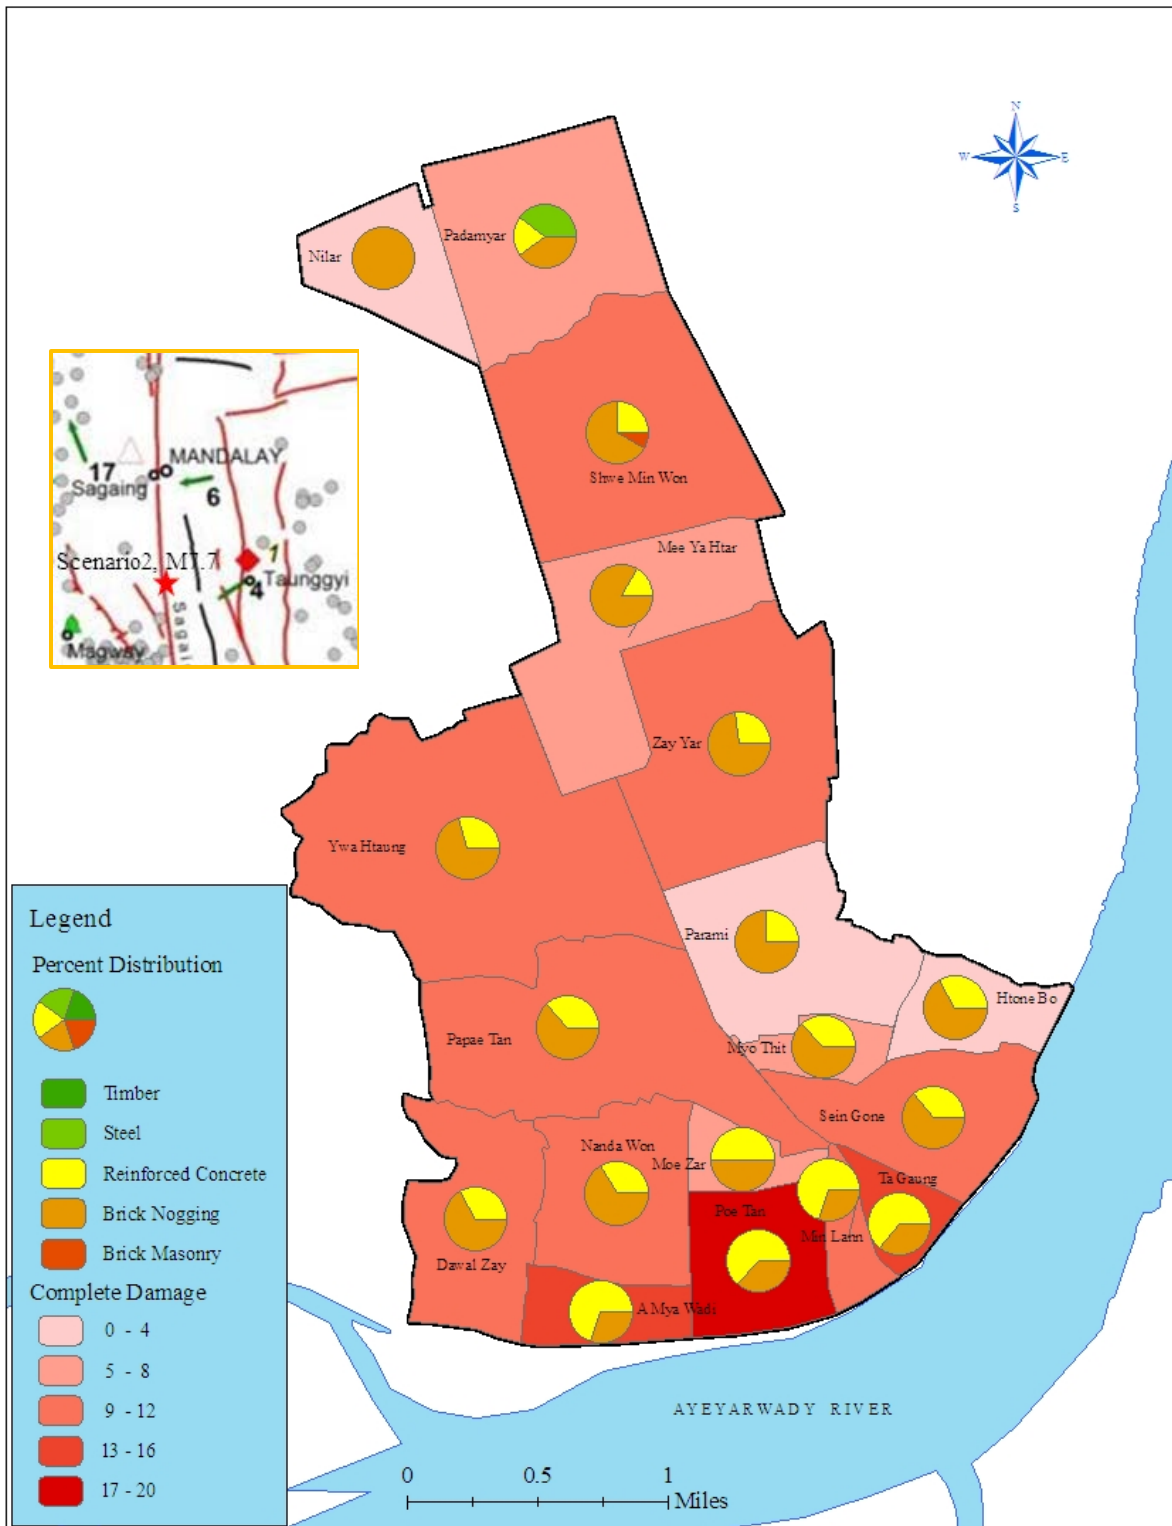 N
W E
S
Padamyar
Nilar
Shwe Min Won
Mee Ya Htar
MANDALAY
17
Sagaing
6
Scenario2, M7.7
1
Taunggyi
4
Sagai
Magway
Zay Yar
Ywa Htaung
Parami
Htone Bo
Papae Tan
Myo Thit
Sein Gone
Nanda Won
Moe Zar
Ta Gaung
Poe Tan
Min Lann
Dawal Zay
A Mya Wadi
AYEYARWADY RIVER
0 0.5 1
Miles
Legend
Percent Distribution
Timber
Steel
Reinforced Concrete
Brick Nogging
Brick Masonry
Complete Damage
0 - 4
5 - 8
9 - 12
13 - 16
17 - 20